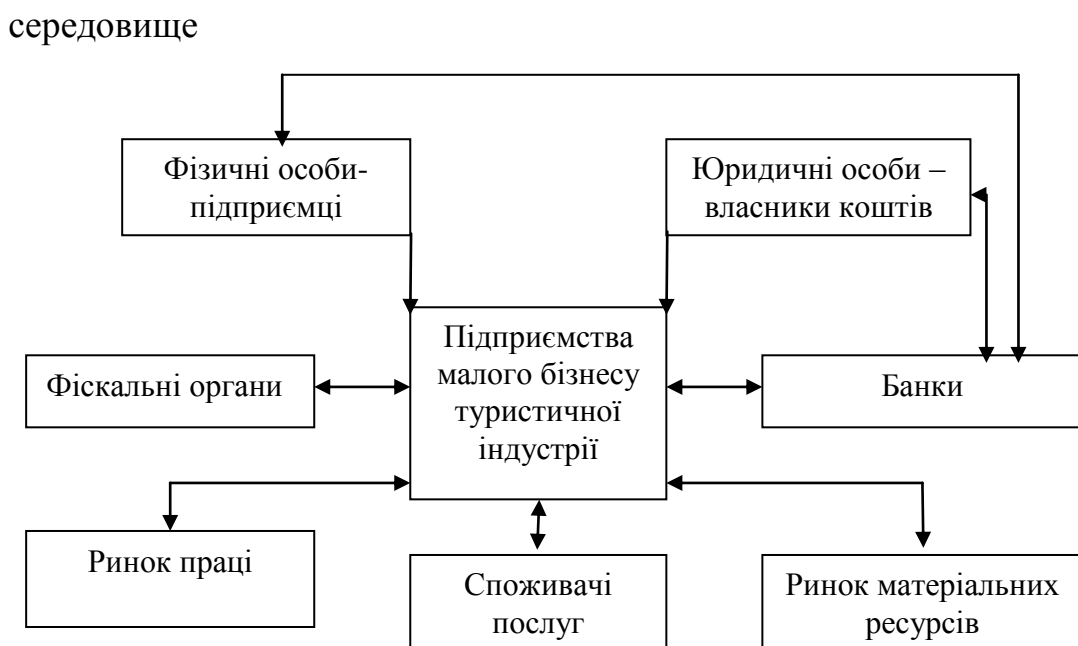 середовище
Фізичні особи-
підприємці
Юридичні особи –
власники коштів
Підприємства
малого бізнесу
туристичної
індустрії
Фіскальні органи
Банки
Ринок праці
Споживачі
послуг
Ринок матеріальних
ресурсів